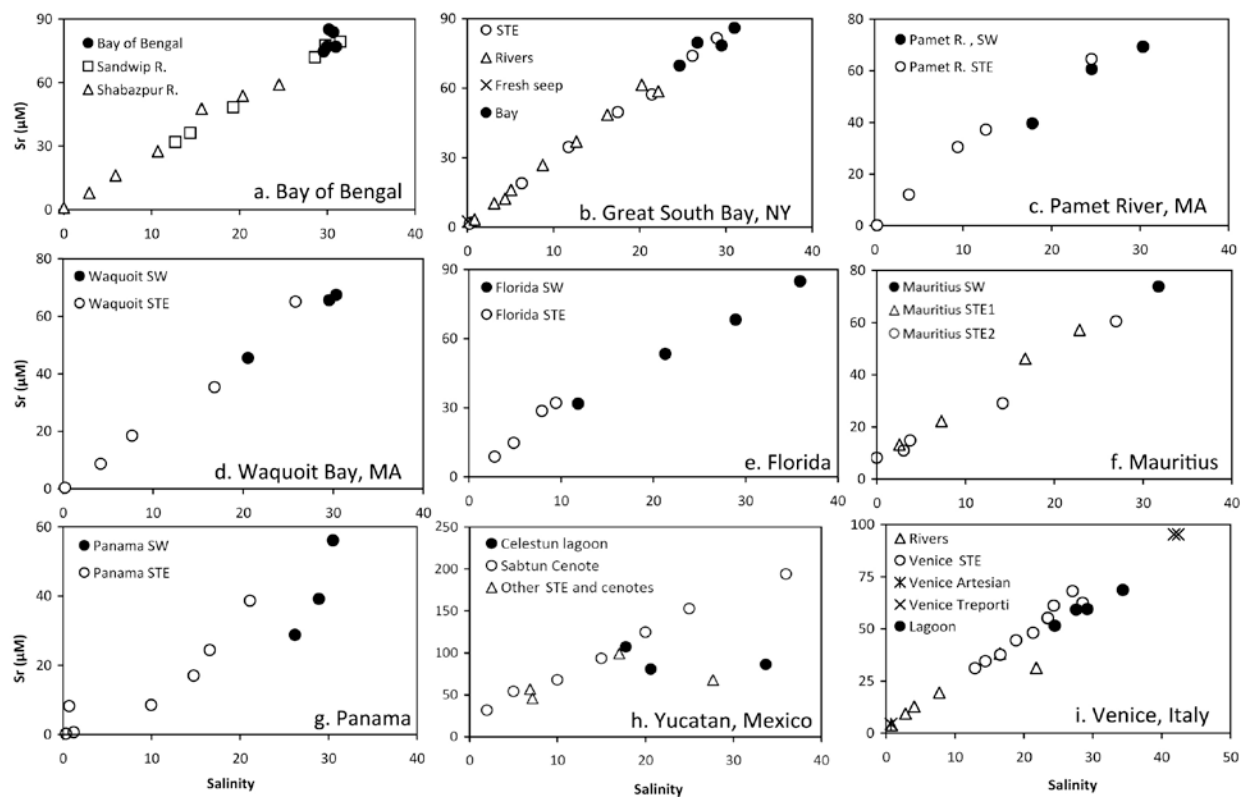 90
60
30
0
Sr (µM)
Bay of Bengal
Sandwip R.
Shabazpur R.
a. Bay of Bengal
0 10 20 30 40
90
60
30
0
STE
Rivers
Fresh seep
Bay
b. Great South Bay, NY
0 10 20 30 40
80
60
40
20
0
Pamet R. , SW
Pamet R. STE
c. Pamet River, MA
0 10 20 30 40
80
60
40
20
0
Sr (µM)
Waquoit SW
Waquoit STE
d. Waquoit Bay, MA
0 10 20 30 40
90
60
30
0
Florida SW
Florida STE
e. Florida
0 10 20 30 40
80
60
40
20
0
Mauritius SW
Mauritius STE1
Mauritius STE2
f. Mauritius
0 10 20 30 40
60
40
20
0
Sr (µM)
Panama SW
Panama STE
g. Panama
0 10 20 30 40
Salinity
250
200
150
100
50
0
Celestun lagoon
Sabtun Cenote
Other STE and cenotes
h. Yucatan, Mexico
0 10 20 30 40
Salinity
100
75
50
25
0
Rivers
Venice STE
Venice Artesian
Venice Treporti
Lagoon
i. Venice, Italy
0 10 20 30 40 50
Salinity